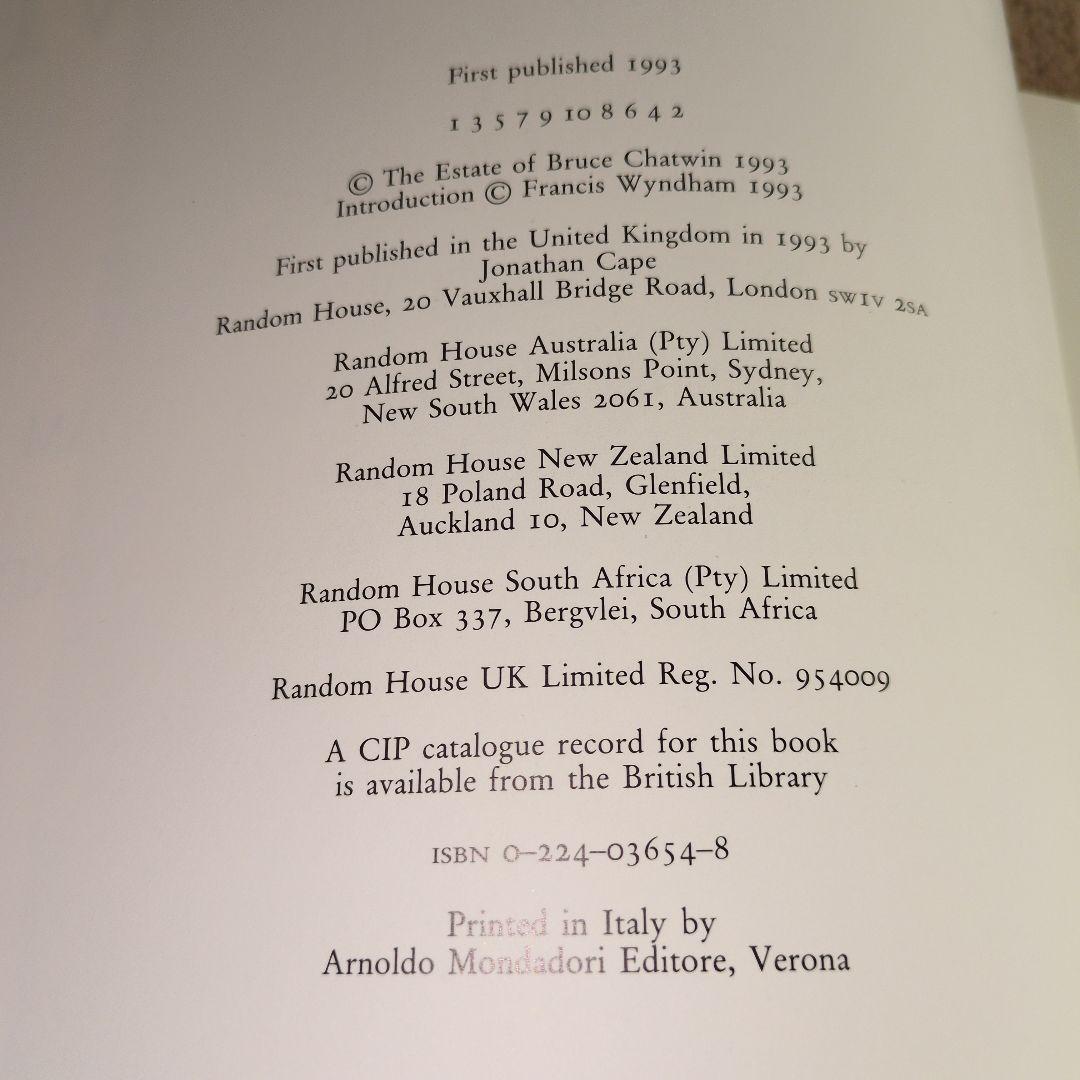 First published 1993
1 3 5 7 9 10 8 6 4 2
© The Estate of Bruce Chatwin 1993
Introduction © Francis Wyndham 1993
First published in the United Kingdom in 1993 by
Jonathan Cape
Random House, 20 Vauxhall Bridge Road, London SW1V 2SA
Random House Australia (Pty) Limited
20 Alfred Street, Milsons Point, Sydney,
New South Wales 2061, Australia
Random House New Zealand Limited
18 Poland Road, Glenfield,
Auckland 10, New Zealand
Random House South Africa (Pty) Limited
PO Box 337, Bergvlei, South Africa
Random House UK Limited Reg. No. 954009
A CIP catalogue record for this book
is available from the British Library
ISBN 0–224–03654–8
Printed in Italy by
Arnoldo Mondadori Editore, Verona